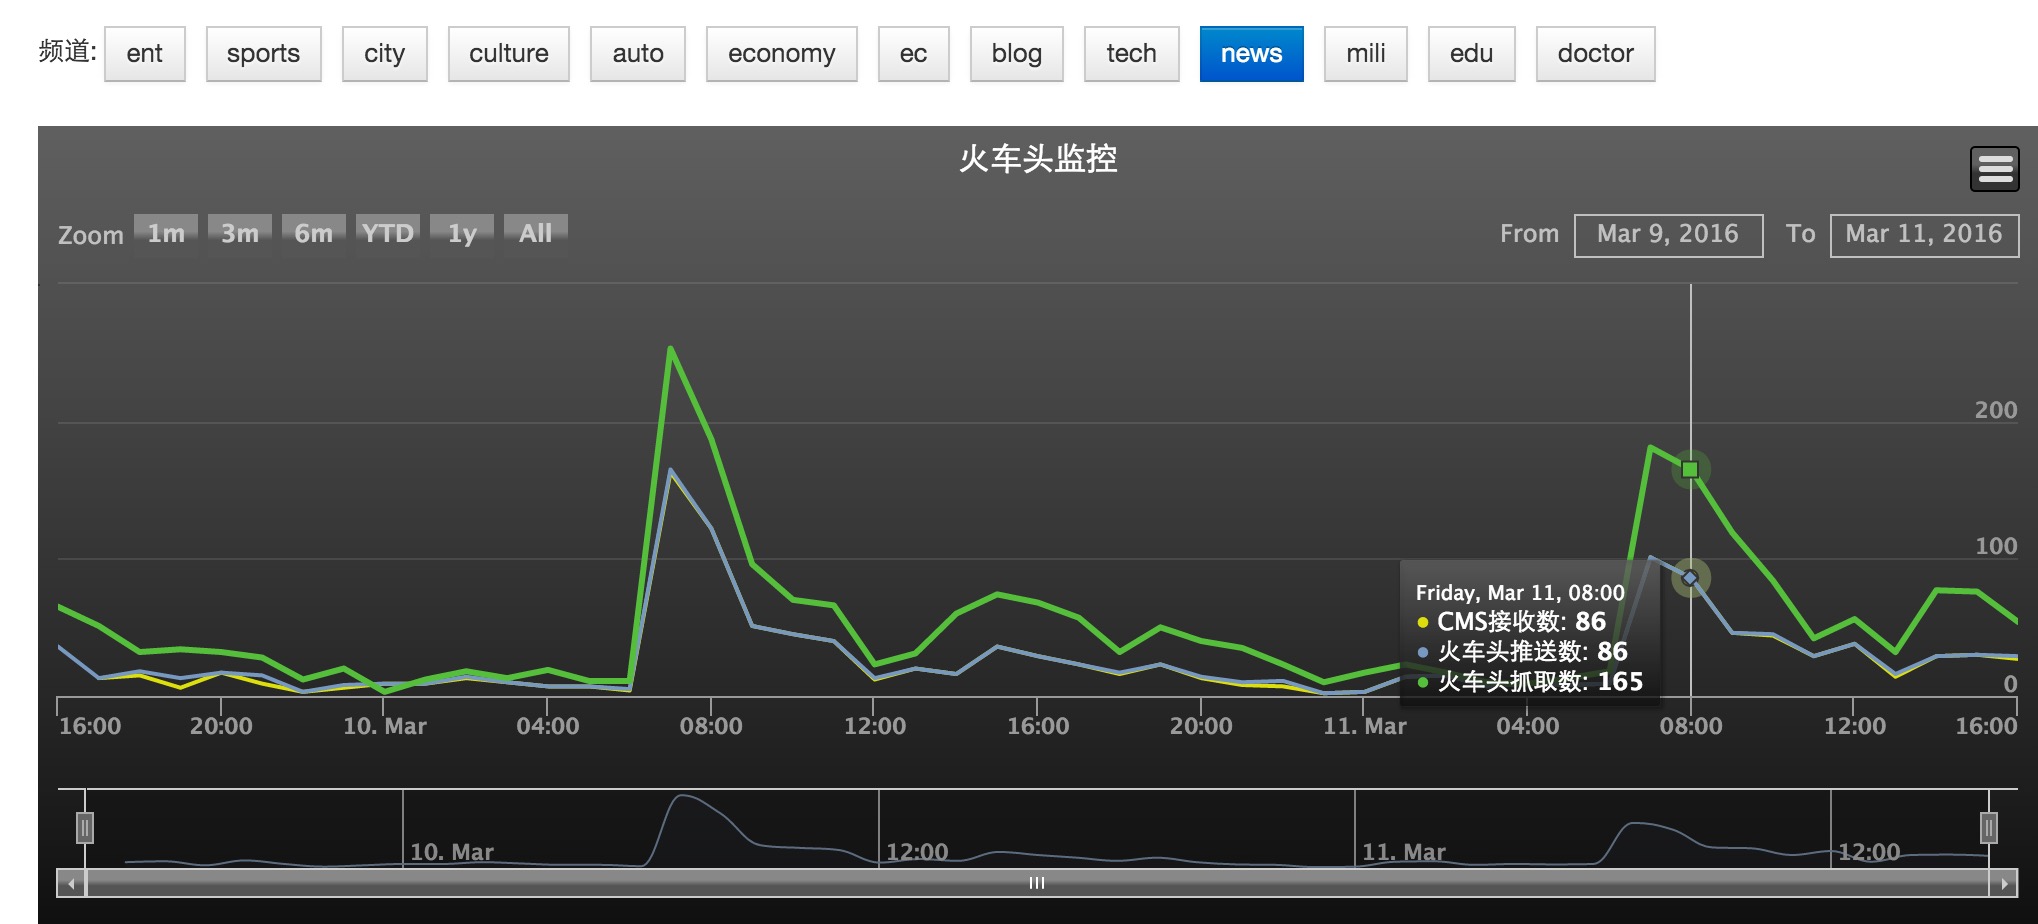 频道: ent sports city culture auto economy ec blog tech news mili edu doctor
火车头监控
Zoom 1m 3m 6m YTD 1y All From Mar 9, 2016 To Mar 11, 2016
200
100
Friday, Mar 11, 08:00
CMS接收数: 86
火车头推送数: 86
火车头抓取数: 165
0
16:00 20:00 10. Mar 04:00 08:00 12:00 16:00 20:00 11. Mar 04:00 08:00 12:00 16:00
10. Mar 12:00 11. Mar 12:00